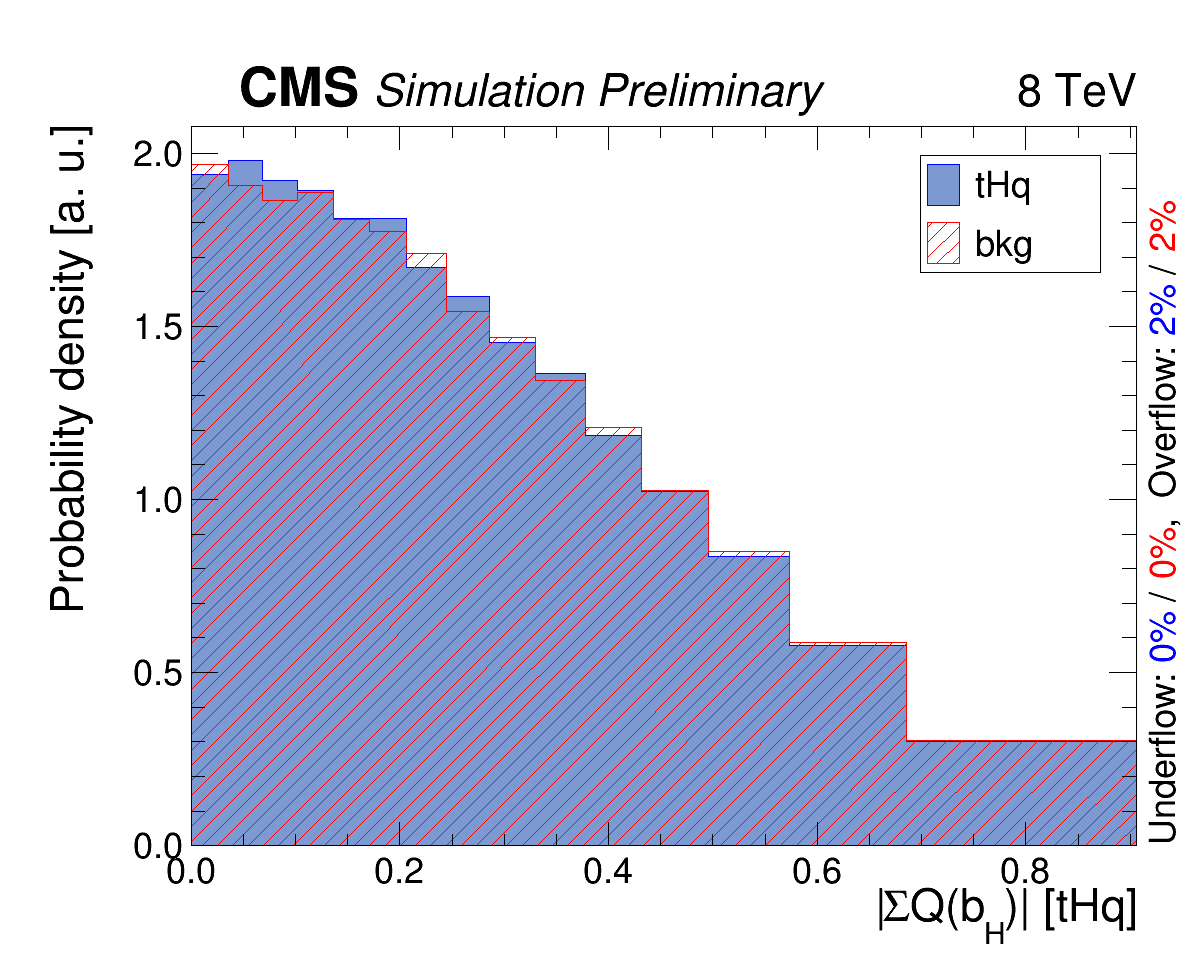 CMS Simulation Preliminary 8 TeV
Probability density [a. u.]
2.0
1.5
1.0
0.5
0.0
tHq
bkg
0.0 0.2 0.4 0.6 0.8
|ΣQ(b_H)| [tHq]
Underflow: 0% / 0%, Overflow: 2% / 2%